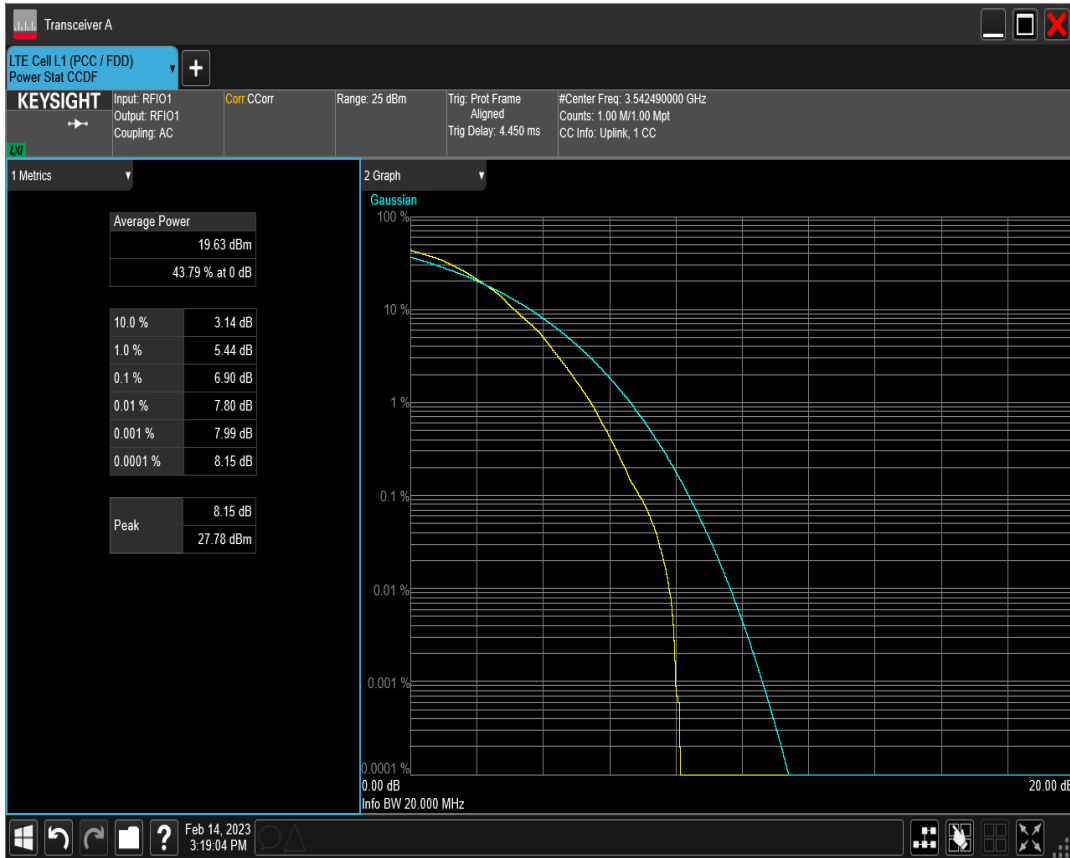 Transceiver A
LTE Cell L1 (PCC / FDD)
Power Stat CCDF
KEYSIGHT
LXI
Input: RFIO1
Output: RFIO1
Coupling: AC
Corr CCorr
Range: 25 dBm
Trig: Prot Frame
Aligned
Trig Delay: 4.450 ms
#Center Freq: 3.542490000 GHz
Counts: 1.00 M/1.00 Mpt
CC Info: Uplink, 1 CC
1 Metrics
Average Power
19.63 dBm
43.79 % at 0 dB
10.0 % 3.14 dB
1.0 % 5.44 dB
0.1 % 6.90 dB
0.01 % 7.80 dB
0.001 % 7.99 dB
0.0001 % 8.15 dB
Peak
8.15 dB
27.78 dBm
2 Graph
Gaussian
100 %
10 %
1 %
0.1 %
0.01 %
0.001 %
0.0001 %
0.00 dB
20.00 dB
Info BW 20.000 MHz
?
Feb 14, 2023
3:19:04 PM